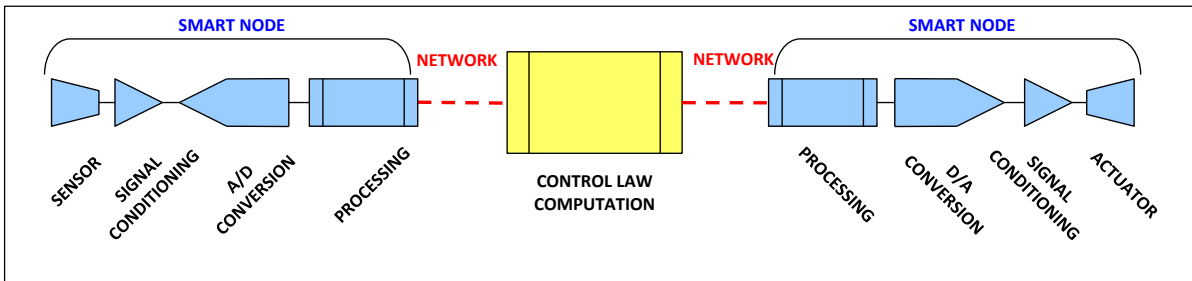 SMART NODE
SMART NODE
NETWORK
NETWORK
SENSOR
SIGNAL
CONDITIONING
A/D
CONVERSION
PROCESSING
CONTROL LAW
COMPUTATION
PROCESSING
D/A
CONVERSION
SIGNAL
CONDITIONING
ACTUATOR